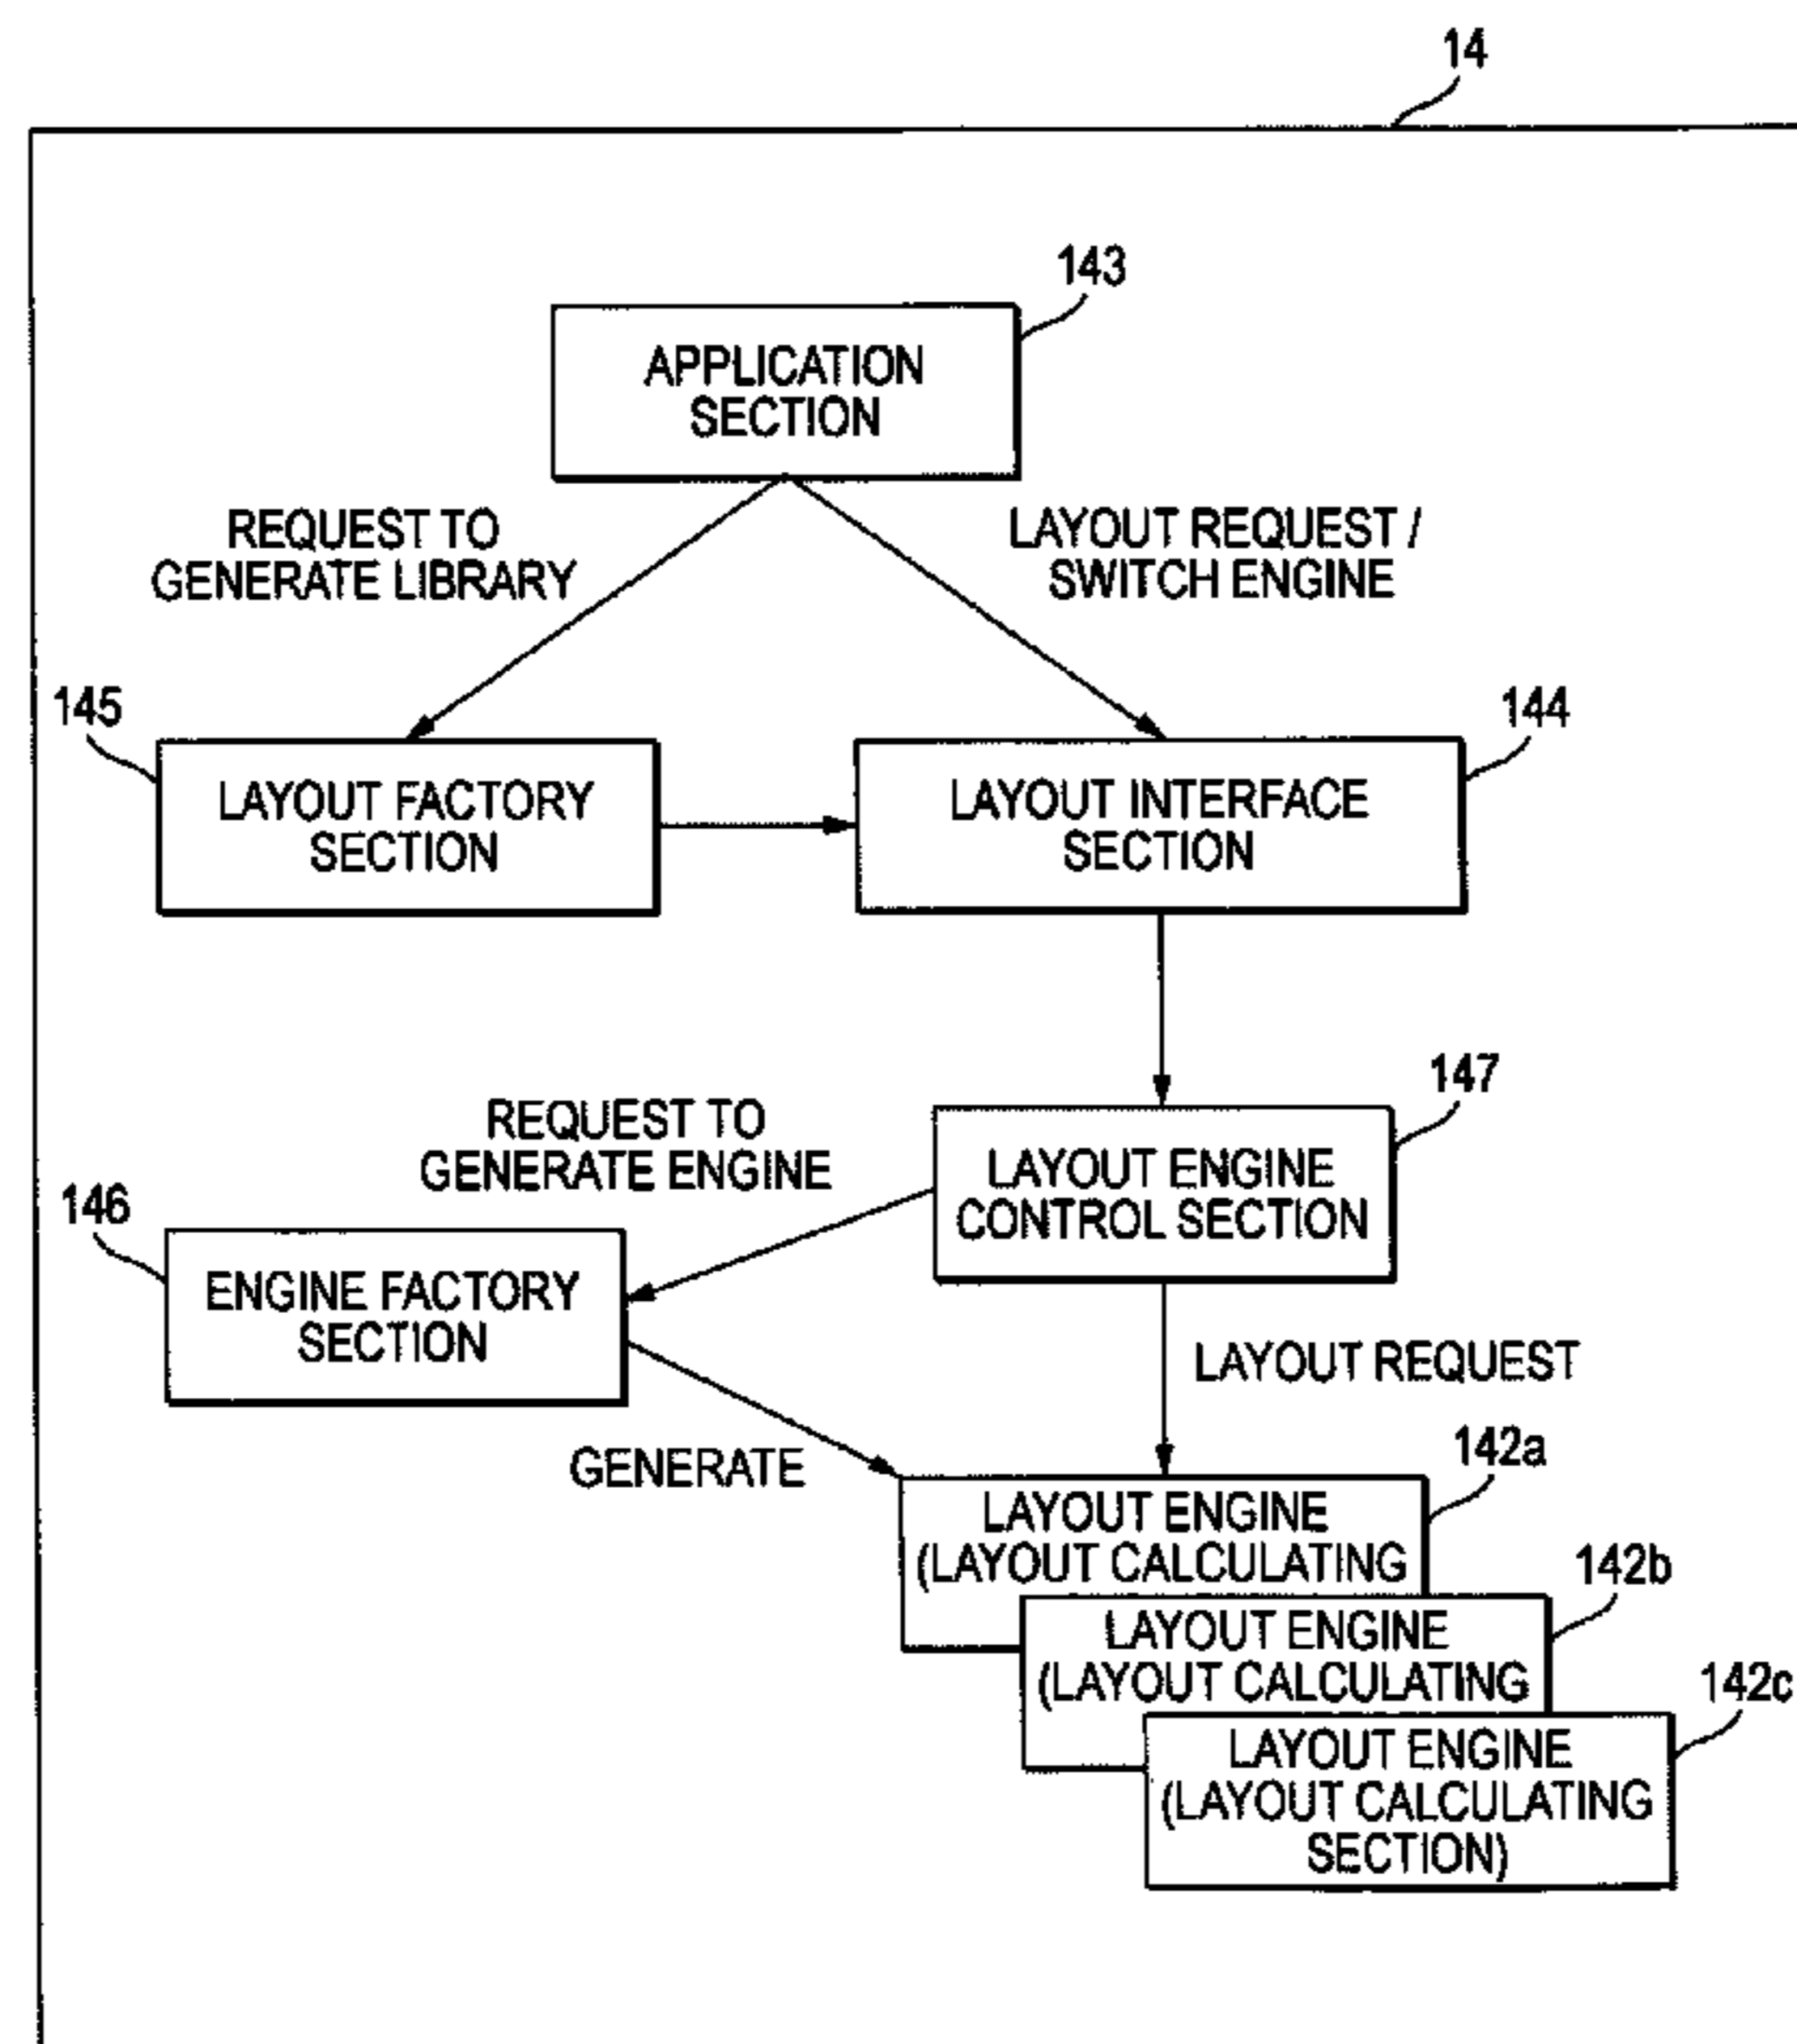 14
143
APPLICATION
SECTION
REQUEST TO
GENERATE LIBRARY
LAYOUT REQUEST /
SWITCH ENGINE
145
144
LAYOUT FACTORY
SECTION
LAYOUT INTERFACE
SECTION
147
REQUEST TO
GENERATE ENGINE
LAYOUT ENGINE
CONTROL SECTION
146
ENGINE FACTORY
SECTION
LAYOUT REQUEST
GENERATE
142a
LAYOUT ENGINE
(LAYOUT CALCULATING
142b
LAYOUT ENGINE
(LAYOUT CALCULATING
142c
LAYOUT ENGINE
(LAYOUT CALCULATING
SECTION)